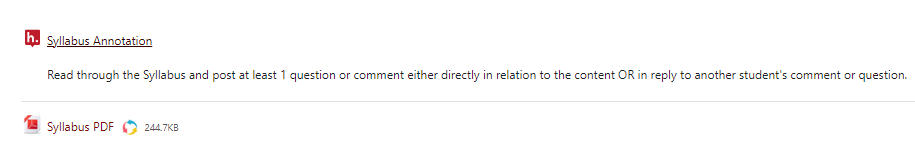 h. Syllabus Annotation
Read through the Syllabus and post at least 1 question or comment either directly in relation to the content OR in reply to another student's comment or question.
Syllabus PDF 244.7KB